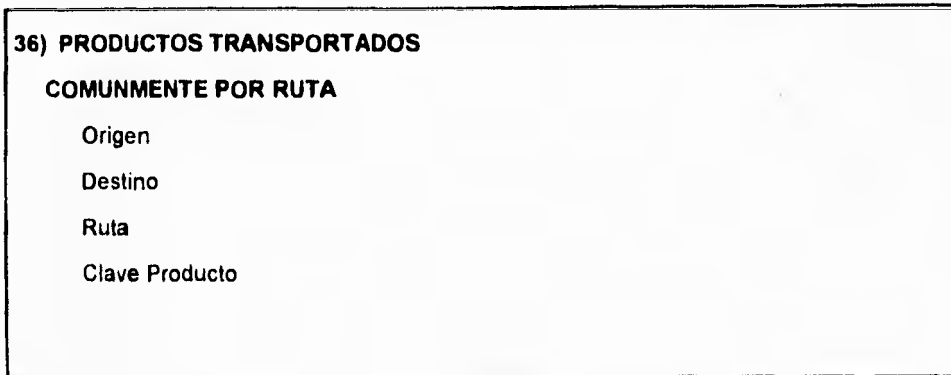 36) PRODUCTOS TRANSPORTADOS
COMUNMENTE POR RUTA
Origen
Destino
Ruta
Clave Producto